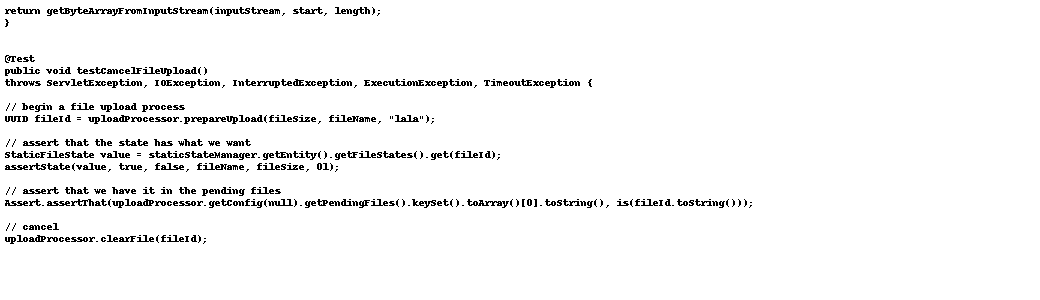 return getByteArrayFromInputStream(inputStream, start, length);
}
@Test
public void testCancelFileUpload()
throws ServletException, IOException, InterruptedException, ExecutionException, TimeoutException {
// begin a file upload process
UUID fileId = uploadProcessor.prepareUpload(fileSize, fileName, "lala");
// assert that the state has what we want
StaticFileState value = staticStateManager.getEntity().getFileStates().get(fileId);
assertState(value, true, false, fileName, fileSize, 0l);
// assert that we have it in the pending files
Assert.assertThat(uploadProcessor.getConfig(null).getPendingFiles().keySet().toArray()[0].toString(), is(fileId.toString()));
// cancel
uploadProcessor.clearFile(fileId);